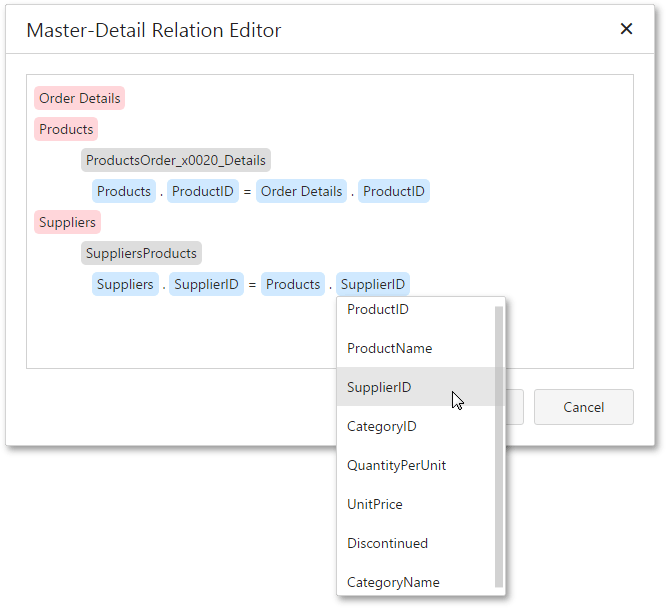 Master-Detail Relation Editor
Order Details
Products
ProductsOrder_x0020_Details
Products . ProductID = Order Details . ProductID
Suppliers
SuppliersProducts
Suppliers . SupplierID = Products . SupplierID
ProductID
ProductName
SupplierID
CategoryID
QuantityPerUnit
UnitPrice
Discontinued
CategoryName
Cancel